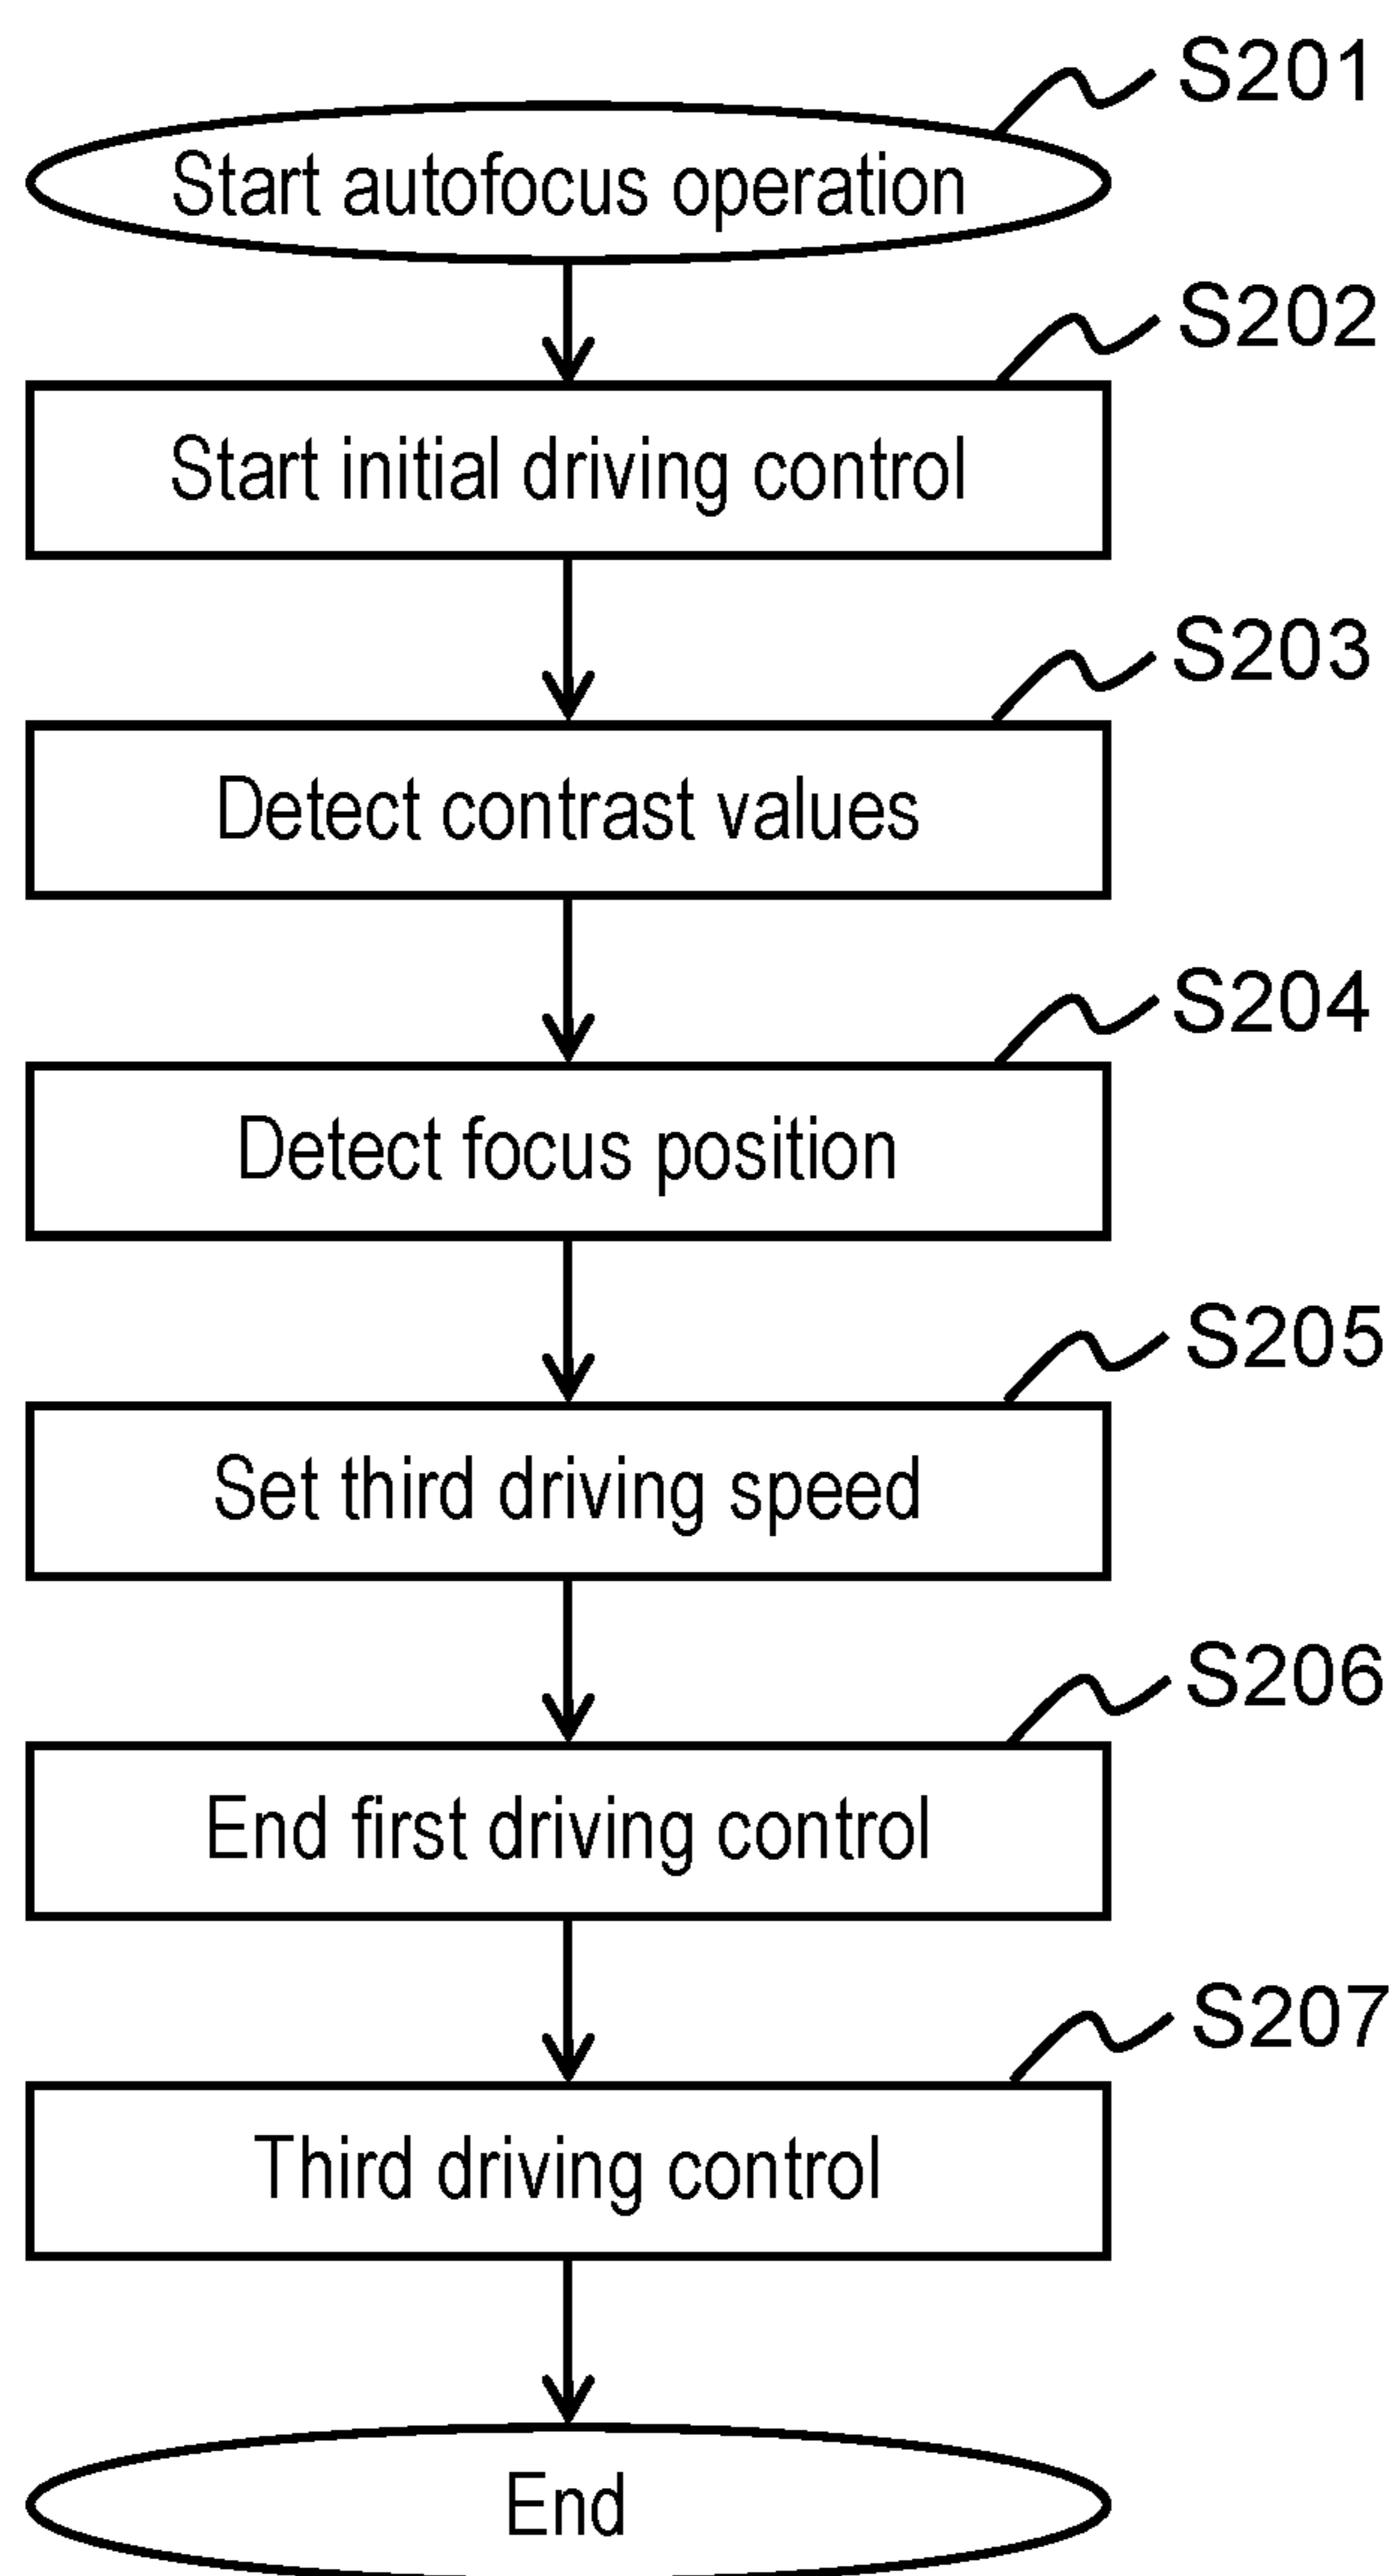 S201
Start autofocus operation
S202
Start initial driving control
S203
Detect contrast values
S204
Detect focus position
S205
Set third driving speed
S206
End first driving control
S207
Third driving control
End